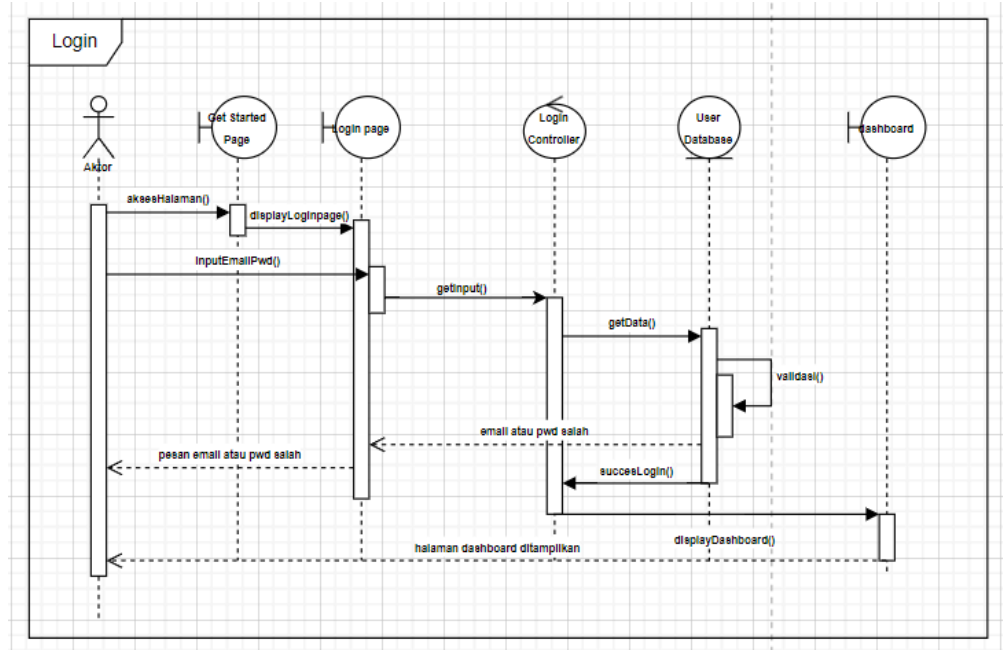 Login
Get Started
Page
Login page
Login
Controller
User
Database
dashboard
Aktor
aksesHalaman()
displayLoginpage()
inputEmailPwd()
getInput()
getData()
validasi()
email atau pwd salah
pesan email atau pwd salah
succesLogin()
displayDashboard()
halaman dashboard ditampilkan